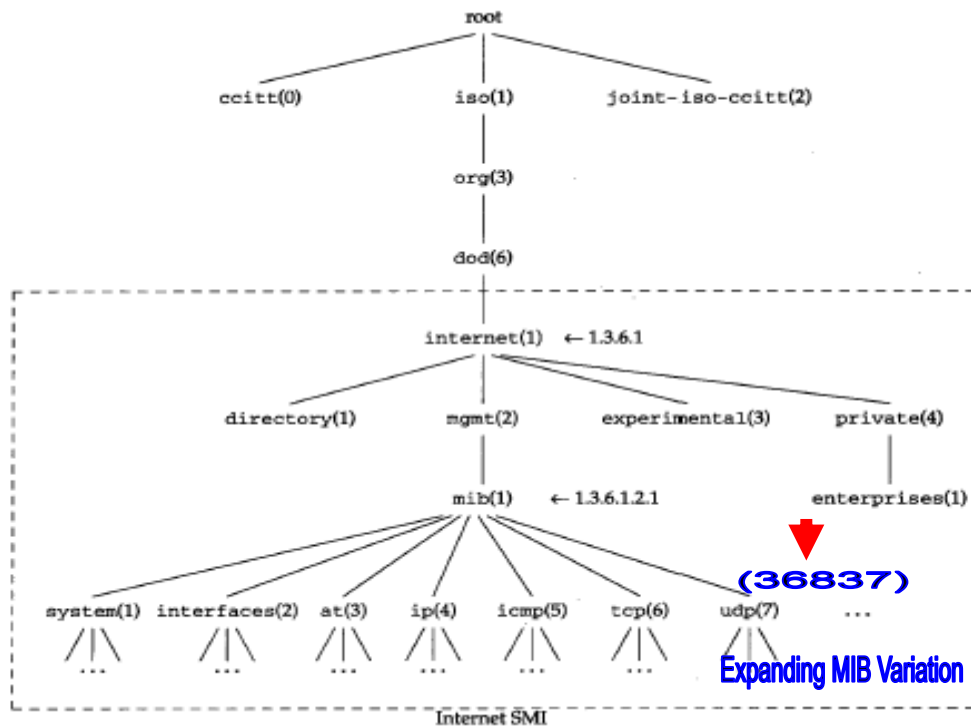 root
ccitt(0) iso(1) joint-iso-ccitt(2)
org(3)
dod(6)
internet(1) ← 1.3.6.1
directory(1) mgmt(2) experimental(3) private(4)
mib(1) ← 1.3.6.1.2.1 enterprises(1)
(36837)
system(1) interfaces(2) at(3) ip(4) icmp(5) tcp(6) udp(7) ...
... ... ... ... ... ...
Expanding MIB Variation
Internet SMI